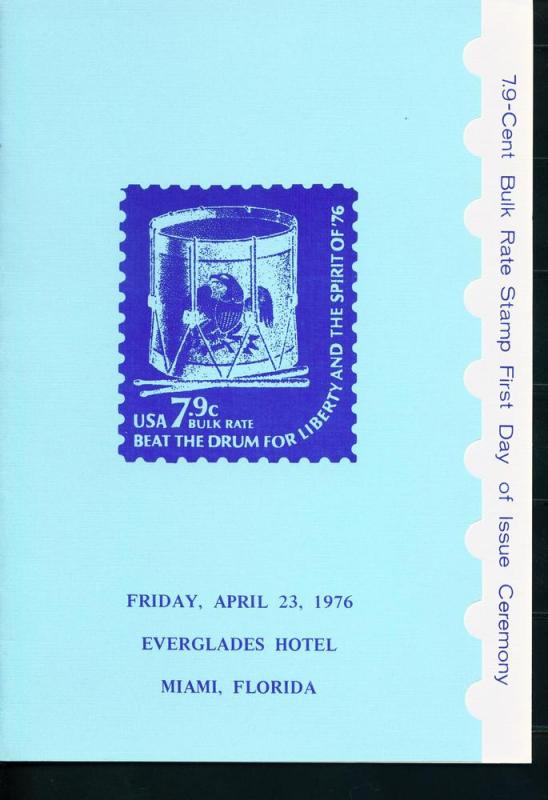 7.9-Cent Bulk Rate Stamp First Day of Issue Ceremony
USA 7.9c
BULK RATE
BEAT THE DRUM FOR LIBERTY AND THE SPIRIT OF '76
FRIDAY, APRIL 23, 1976
EVERGLADES HOTEL
MIAMI, FLORIDA